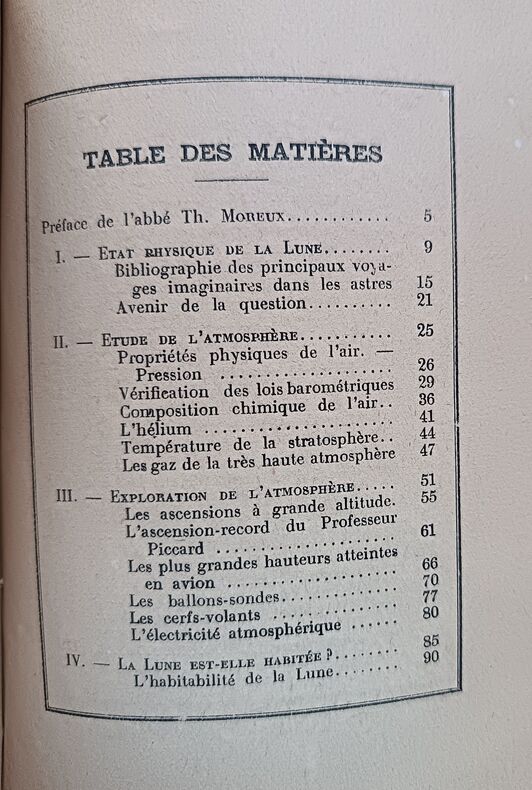 TABLE DES MATIÈRES
Préface de l'abbé Th. MOREUX............ 5
I. — ETAT RHYSIQUE DE LA LUNE........ 9
Bibliographie des principaux voya-
ges imaginaires dans les astres 15
Avenir de la question.......... 21
II. — ETUDE DE L'ATMOSPHÈRE........... 25
Propriétés physiques de l'air. —
Pression .................. 26
Vérification des lois barométriques 29
Composition chimique de l'air.. 36
L'hélium .................... 41
Température de la stratosphère.. 44
Les gaz de la très haute atmosphère 47
III. — EXPLORATION DE L'ATMOSPHÈRE..... 51
Les ascensions à grande altitude. 55
L'ascension-record du Professeur
Piccard .................. 61
Les plus grandes hauteurs atteintes
en avion ................. 66
Les ballons-sondes............ 70
Les cerfs-volants ............. 77
L'électricité atmosphérique ...... 80
IV. — LA LUNE EST-ELLE HABITÉE ?........ 85
L'habitabilité de la Lune........ 90